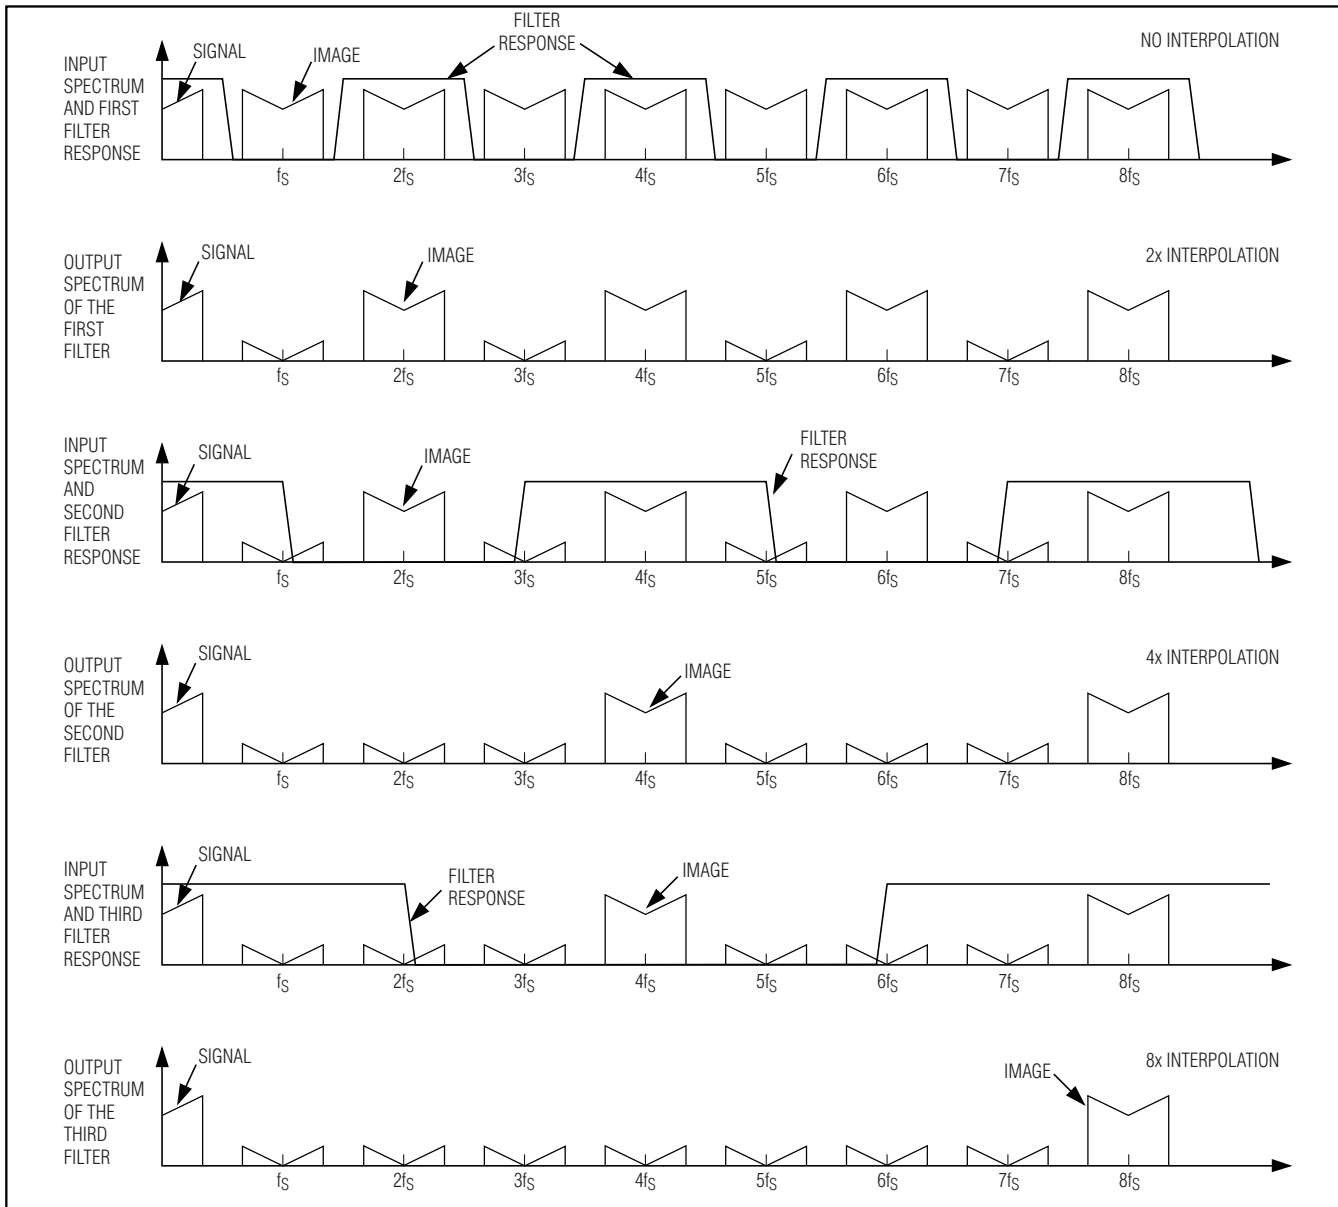 NO INTERPOLATION
INPUT
SPECTRUM
AND FIRST
FILTER
RESPONSE
SIGNAL
IMAGE
FILTER
RESPONSE
fS
2fS
3fS
4fS
5fS
6fS
7fS
8fS
2x INTERPOLATION
OUTPUT
SPECTRUM
OF THE
FIRST
FILTER
SIGNAL
IMAGE
fS
2fS
3fS
4fS
5fS
6fS
7fS
8fS
INPUT
SPECTRUM
AND
SECOND
FILTER
RESPONSE
SIGNAL
IMAGE
FILTER
RESPONSE
fS
2fS
3fS
4fS
5fS
6fS
7fS
8fS
4x INTERPOLATION
OUTPUT
SPECTRUM
OF THE
SECOND
FILTER
SIGNAL
IMAGE
fS
2fS
3fS
4fS
5fS
6fS
7fS
8fS
INPUT
SPECTRUM
AND THIRD
FILTER
RESPONSE
SIGNAL
FILTER
RESPONSE
IMAGE
fS
2fS
3fS
4fS
5fS
6fS
7fS
8fS
8x INTERPOLATION
OUTPUT
SPECTRUM
OF THE
THIRD
FILTER
SIGNAL
IMAGE
fS
2fS
3fS
4fS
5fS
6fS
7fS
8fS